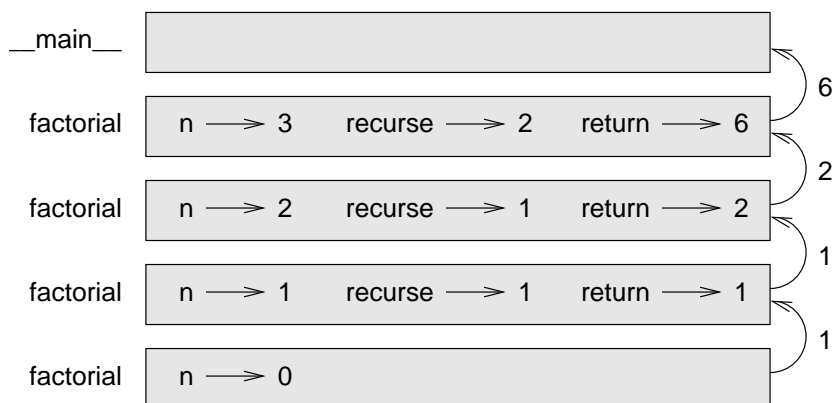 __main__
6
factorial n 3 recurse 2 return 6
2
factorial n 2 recurse 1 return 2
1
factorial n 1 recurse 1 return 1
1
factorial n 0